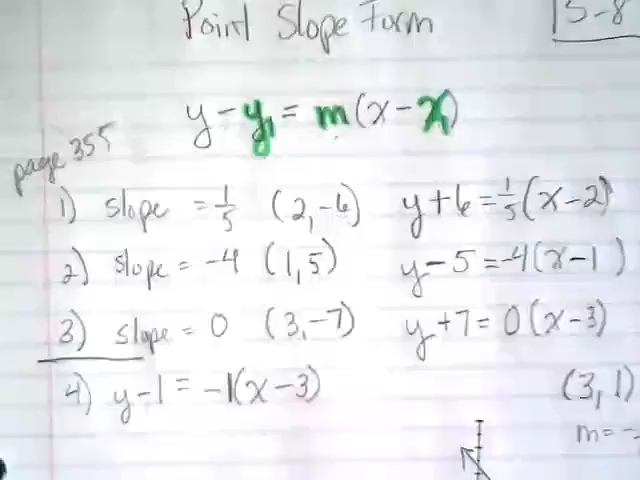 Point Slope Form
5-8
y - y₁ = m(x - x₁)
page 355
1) slope = 1/5 (2, -6) y + 6 = 1/5(x - 2)
2) slope = -4 (1, 5) y - 5 = -4(x - 1)
3) slope = 0 (3, -7) y + 7 = 0(x - 3)
4) y - 1 = -1(x - 3) (3, 1)
m = -